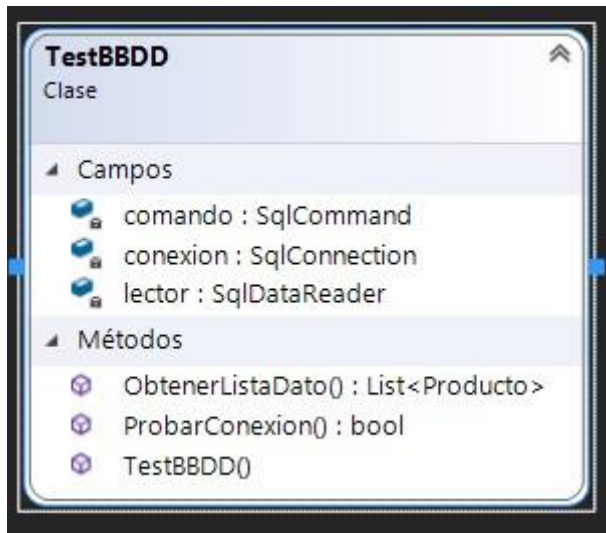 TestBBDD
Clase
Campos
comando : SqlCommand
conexion : SqlConnection
lector : SqlDataReader
Métodos
ObtenerListaDato() : List<Producto>
ProbarConexion() : bool
TestBBDD()